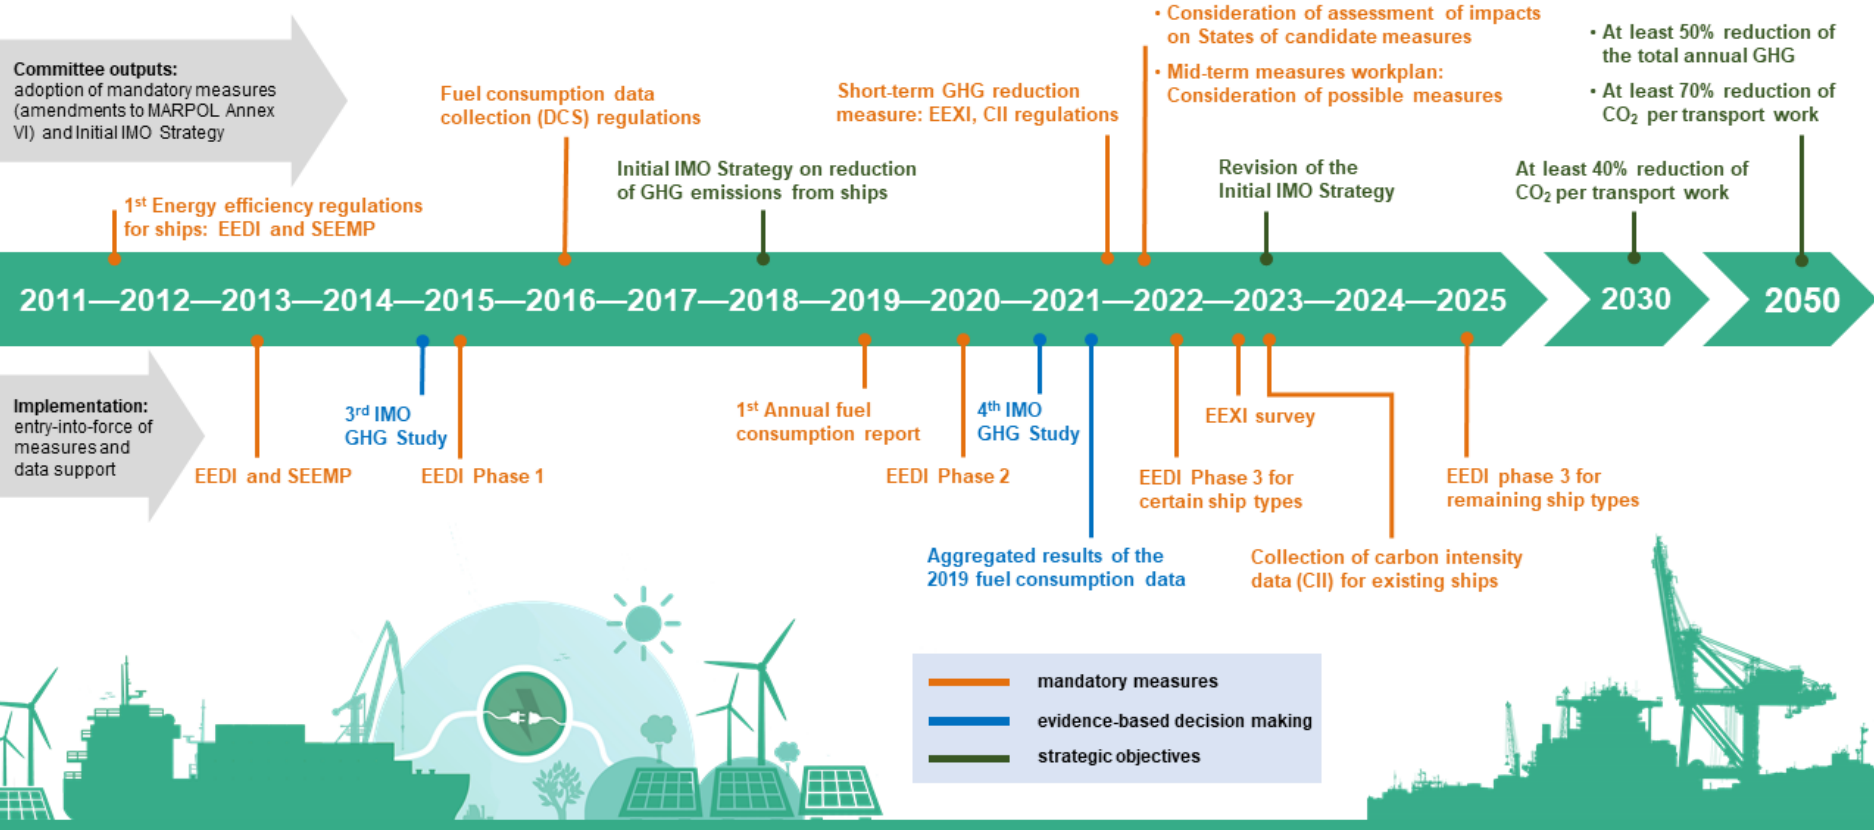 Committee outputs:
adoption of mandatory measures
(amendments to MARPOL Annex
VI) and Initial IMO Strategy
1st Energy efficiency regulations
for ships: EEDI and SEEMP
Fuel consumption data
collection (DCS) regulations
Initial IMO Strategy on reduction
of GHG emissions from ships
Short-term GHG reduction
measure: EEXI, CII regulations
• Consideration of assessment of impacts
on States of candidate measures
• Mid-term measures workplan:
Consideration of possible measures
Revision of the
Initial IMO Strategy
At least 40% reduction of
CO₂ per transport work
• At least 50% reduction of
the total annual GHG
• At least 70% reduction of
CO₂ per transport work
2011—2012—2013—2014—2015—2016—2017—2018—2019—2020—2021—2022—2023—2024—2025
2030
2050
Implementation:
entry-into-force of
measures and
data support
EEDI and SEEMP
3rd IMO
GHG Study
EEDI Phase 1
1st Annual fuel
consumption report
EEDI Phase 2
4th IMO
GHG Study
Aggregated results of the
2019 fuel consumption data
EEDI Phase 3 for
certain ship types
EEXI survey
Collection of carbon intensity
data (CII) for existing ships
EEDI phase 3 for
remaining ship types
mandatory measures
evidence-based decision making
strategic objectives